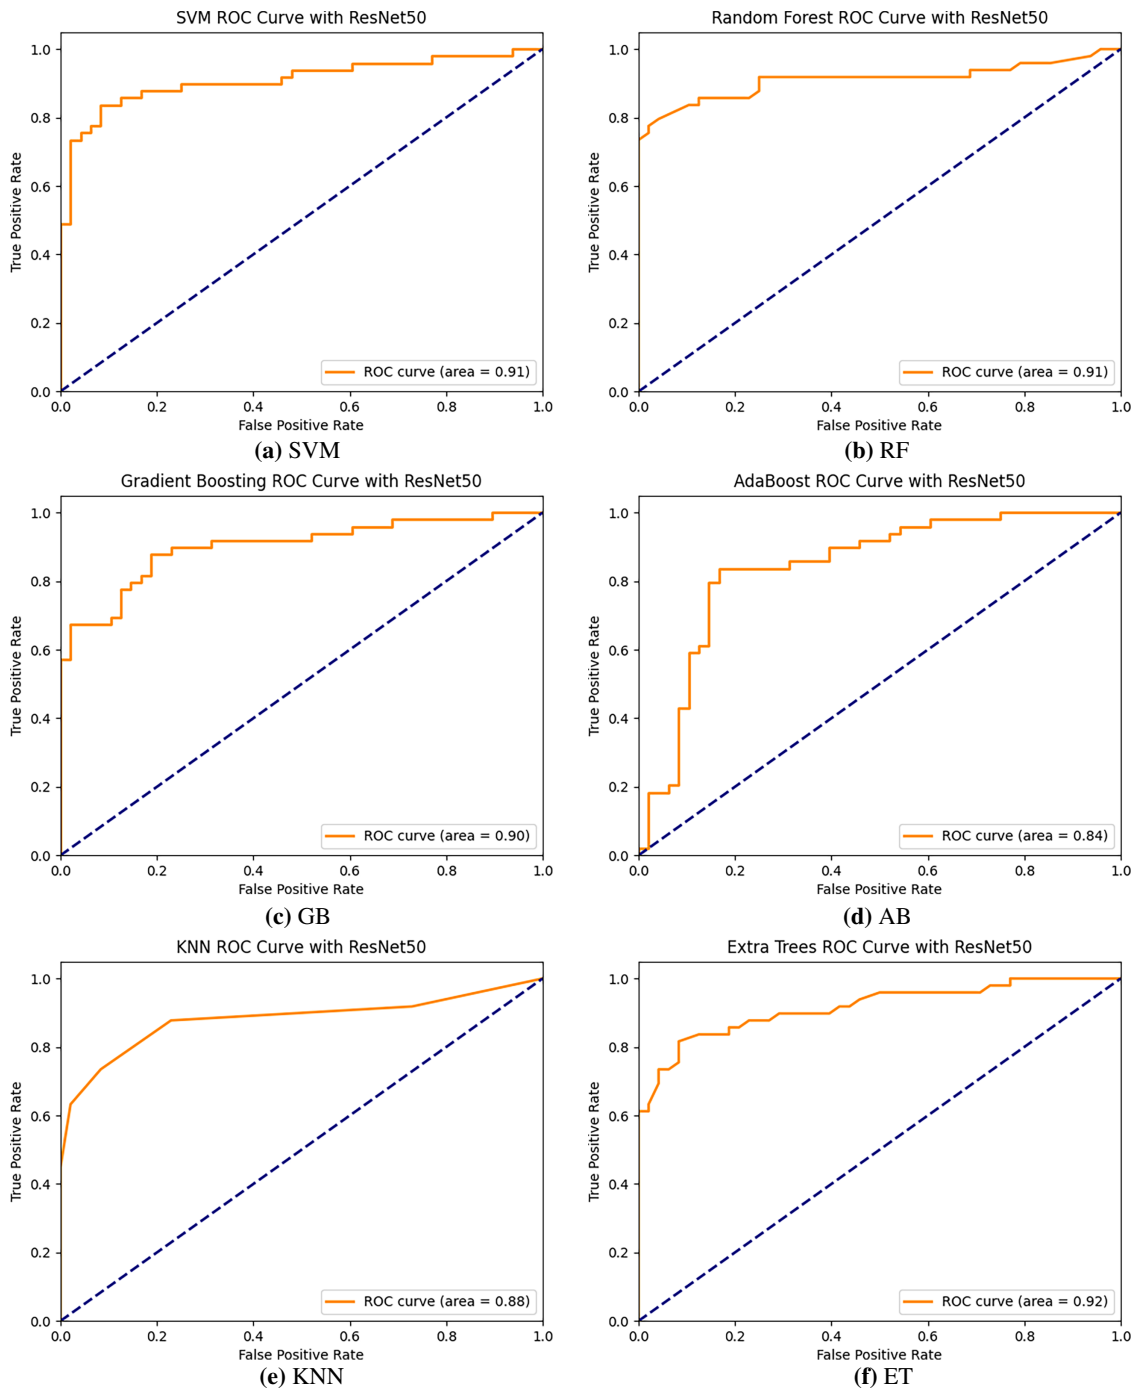 SVM ROC Curve with ResNet50
True Positive Rate
1.0
0.8
0.6
0.4
0.2
0.0
ROC curve (area = 0.91)
0.0 0.2 0.4 0.6 0.8 1.0
False Positive Rate
(a) SVM
Random Forest ROC Curve with ResNet50
True Positive Rate
1.0
0.8
0.6
0.4
0.2
0.0
ROC curve (area = 0.91)
0.0 0.2 0.4 0.6 0.8 1.0
False Positive Rate
(b) RF
Gradient Boosting ROC Curve with ResNet50
True Positive Rate
1.0
0.8
0.6
0.4
0.2
0.0
ROC curve (area = 0.90)
0.0 0.2 0.4 0.6 0.8 1.0
False Positive Rate
(c) GB
AdaBoost ROC Curve with ResNet50
True Positive Rate
1.0
0.8
0.6
0.4
0.2
0.0
ROC curve (area = 0.84)
0.0 0.2 0.4 0.6 0.8 1.0
False Positive Rate
(d) AB
KNN ROC Curve with ResNet50
True Positive Rate
1.0
0.8
0.6
0.4
0.2
0.0
ROC curve (area = 0.88)
0.0 0.2 0.4 0.6 0.8 1.0
False Positive Rate
(e) KNN
Extra Trees ROC Curve with ResNet50
True Positive Rate
1.0
0.8
0.6
0.4
0.2
0.0
ROC curve (area = 0.92)
0.0 0.2 0.4 0.6 0.8 1.0
False Positive Rate
(f) ET